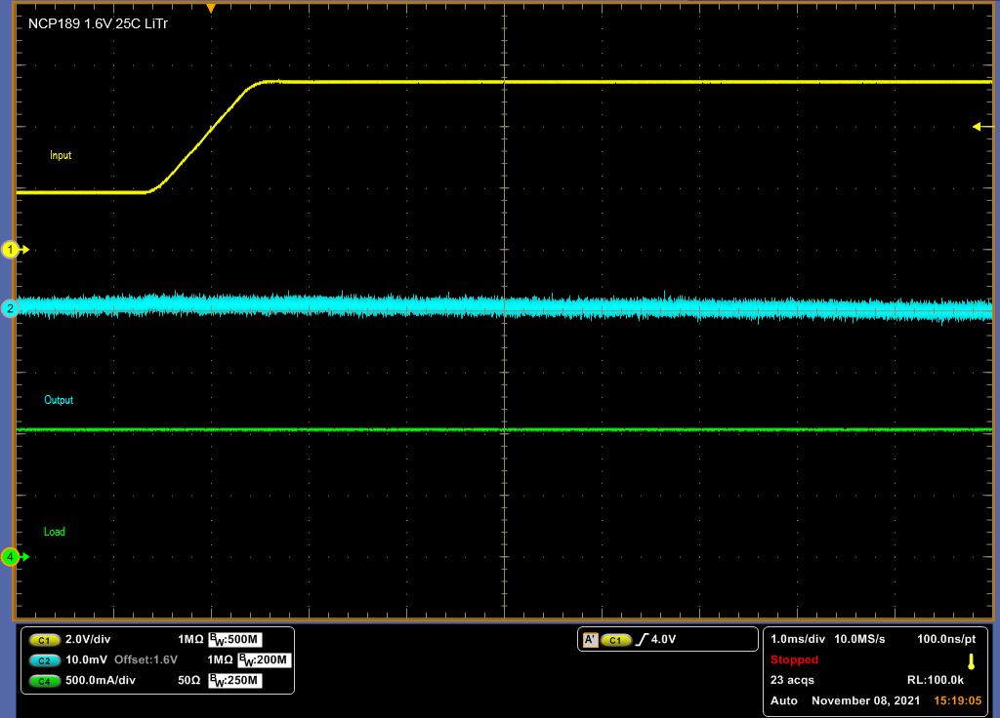 NCP189 1.6V 25C LiTr
Input
1
2
Output
Load
4
C1 2.0V/div 1MΩ BW:500M
C2 10.0mV Offset:1.6V 1MΩ BW:200M
C4 500.0mA/div 50Ω BW:250M
A' C1 4.0V
1.0ms/div 10.0MS/s 100.0ns/pt
Stopped
23 acqs RL:100.0k
Auto November 08, 2021 15:19:05